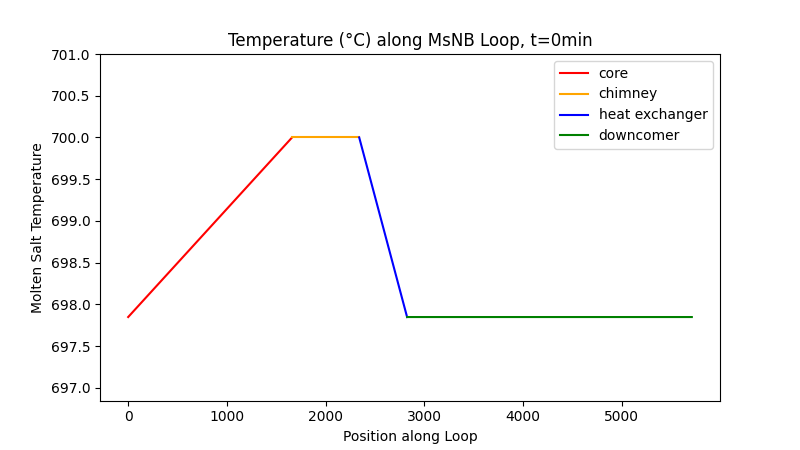 Temperature (°C) along MsNB Loop, t=0min
701.0
700.5
700.0
699.5
699.0
698.5
698.0
697.5
697.0
Molten Salt Temperature
core
chimney
heat exchanger
downcomer
0 1000 2000 3000 4000 5000
Position along Loop